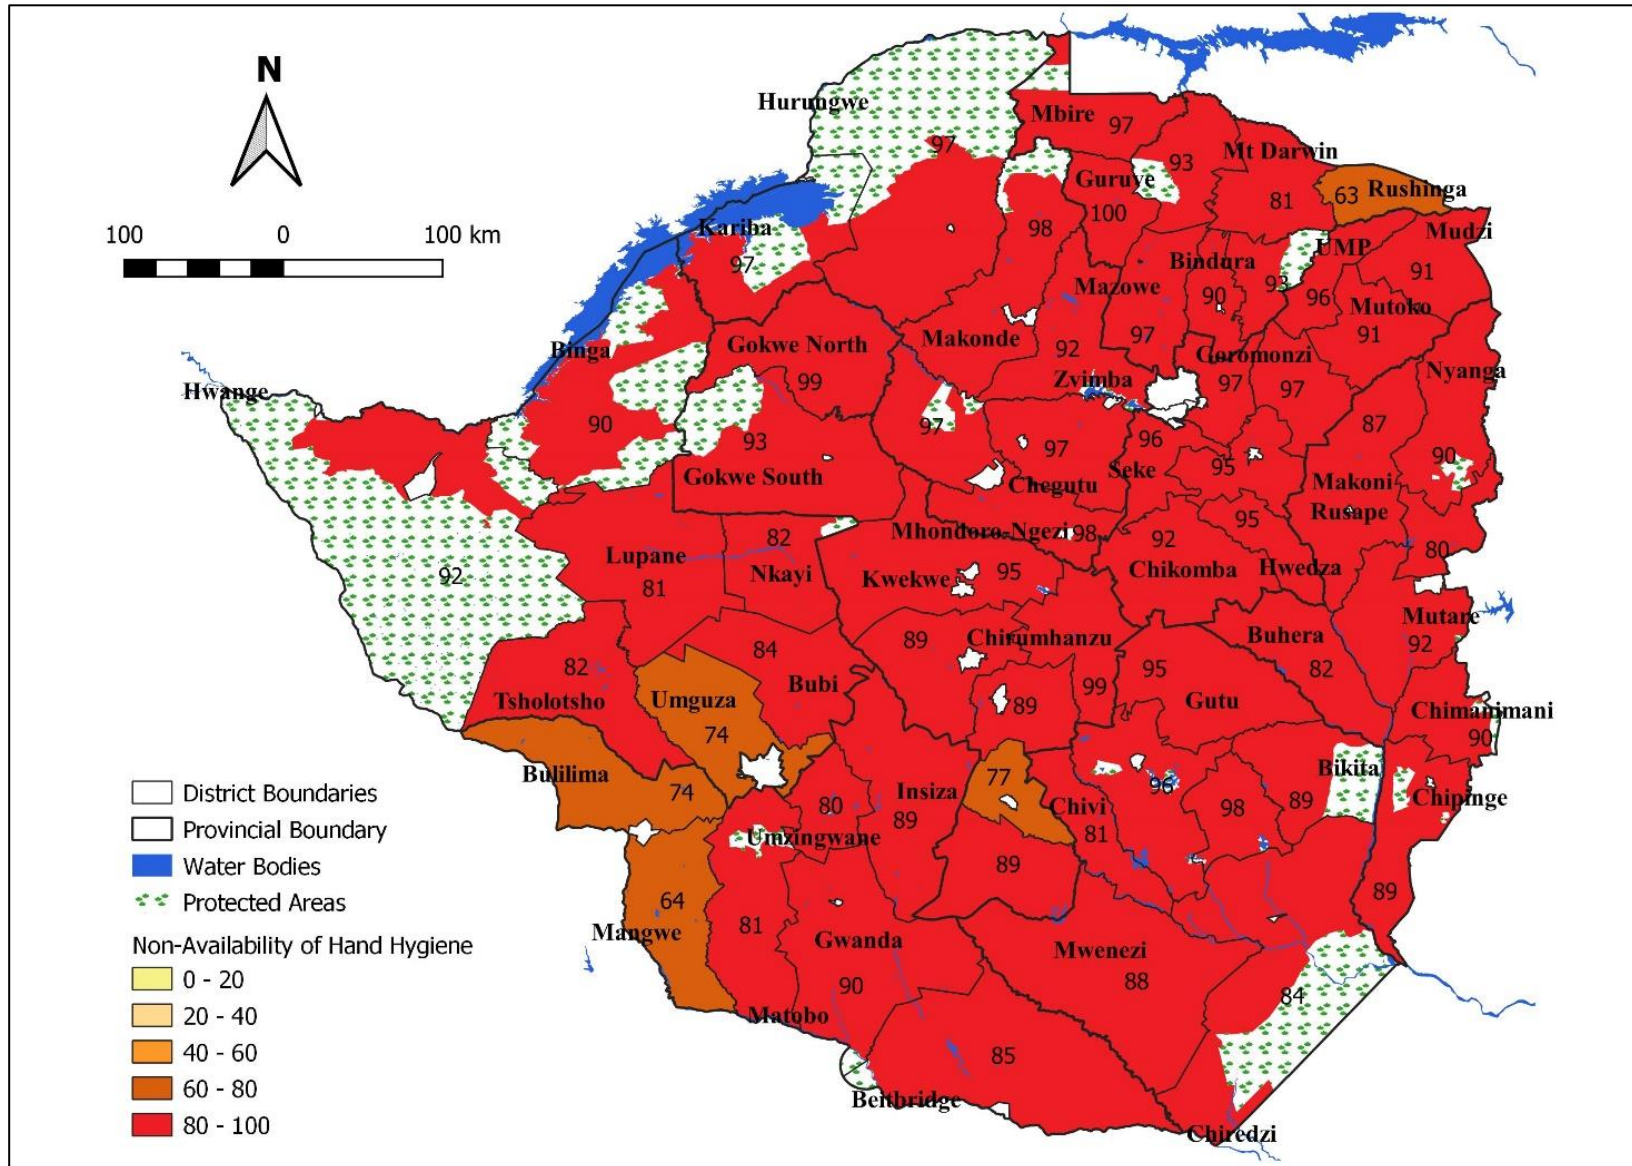 N
100 0 100 km
Hurungwe
97
Mbire
97
93
Mt Darwin
Guruve
100
81
63
Rushinga
Kariba
97
98
Mudzi
UMP
Bindura
91
93
90
96
Mazowe
97
Mutoko
91
Binga
90
Gokwe North
99
Makonde
92
Goromonzi
97
97
Nyanga
Hwange
92
Zvimba
93
Gokwe South
97
97
Chegutu
96
Seke
95
87
90
Makoni
Rusape
Mhondoro-Ngezi
98
95
92
80
Lupane
81
82
Nkayi
Kwekwe
95
Chikomba
Hwedza
Mutare
92
89
Chirumhanzu
Buhera
82
84
Bubi
82
Tsholotsho
Umguza
74
95
Gutu
99
89
Chimanimani
90
Bulilima
74
77
Insiza
89
Chivi
81
96
98
89
Bikita
Chipinge
89
80
Umzingwane
89
64
Mangwe
81
Gwanda
90
Mwenezi
88
84
Matobo
85
Beitbridge
Chiredzi
District Boundaries
Provincial Boundary
Water Bodies
Protected Areas
Non-Availability of Hand Hygiene
0 - 20
20 - 40
40 - 60
60 - 80
80 - 100